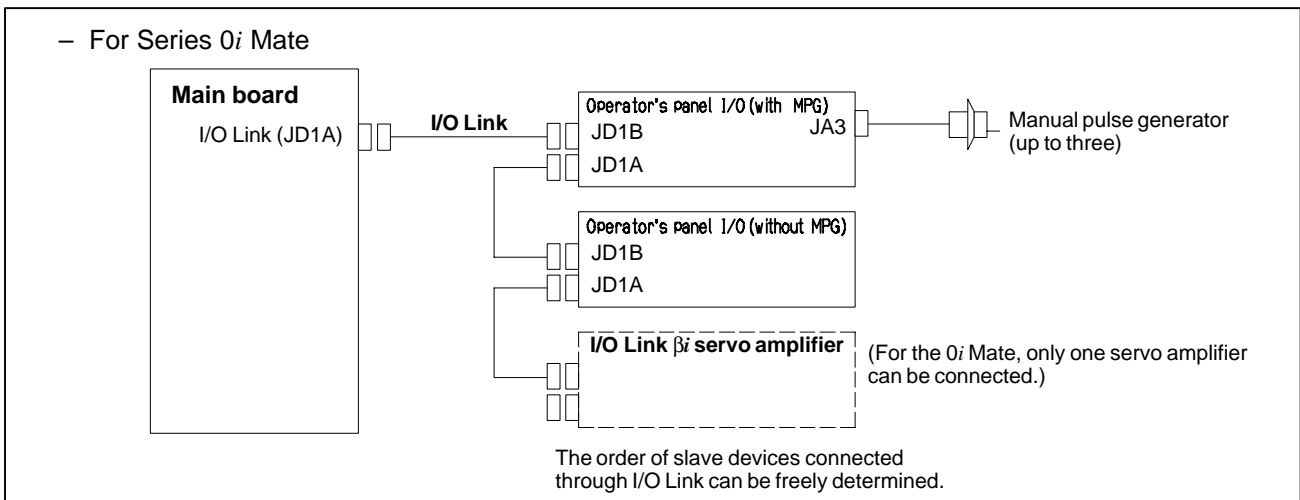 – For Series 0i Mate
Main board
I/O Link (JD1A)
I/O Link
Operator's panel I/O (with MPG)
JD1B
JA3
JD1A
Manual pulse generator
(up to three)
Operator's panel I/O (without MPG)
JD1B
JD1A
I/O Link βi servo amplifier
(For the 0i Mate, only one servo amplifier
can be connected.)
The order of slave devices connected
through I/O Link can be freely determined.